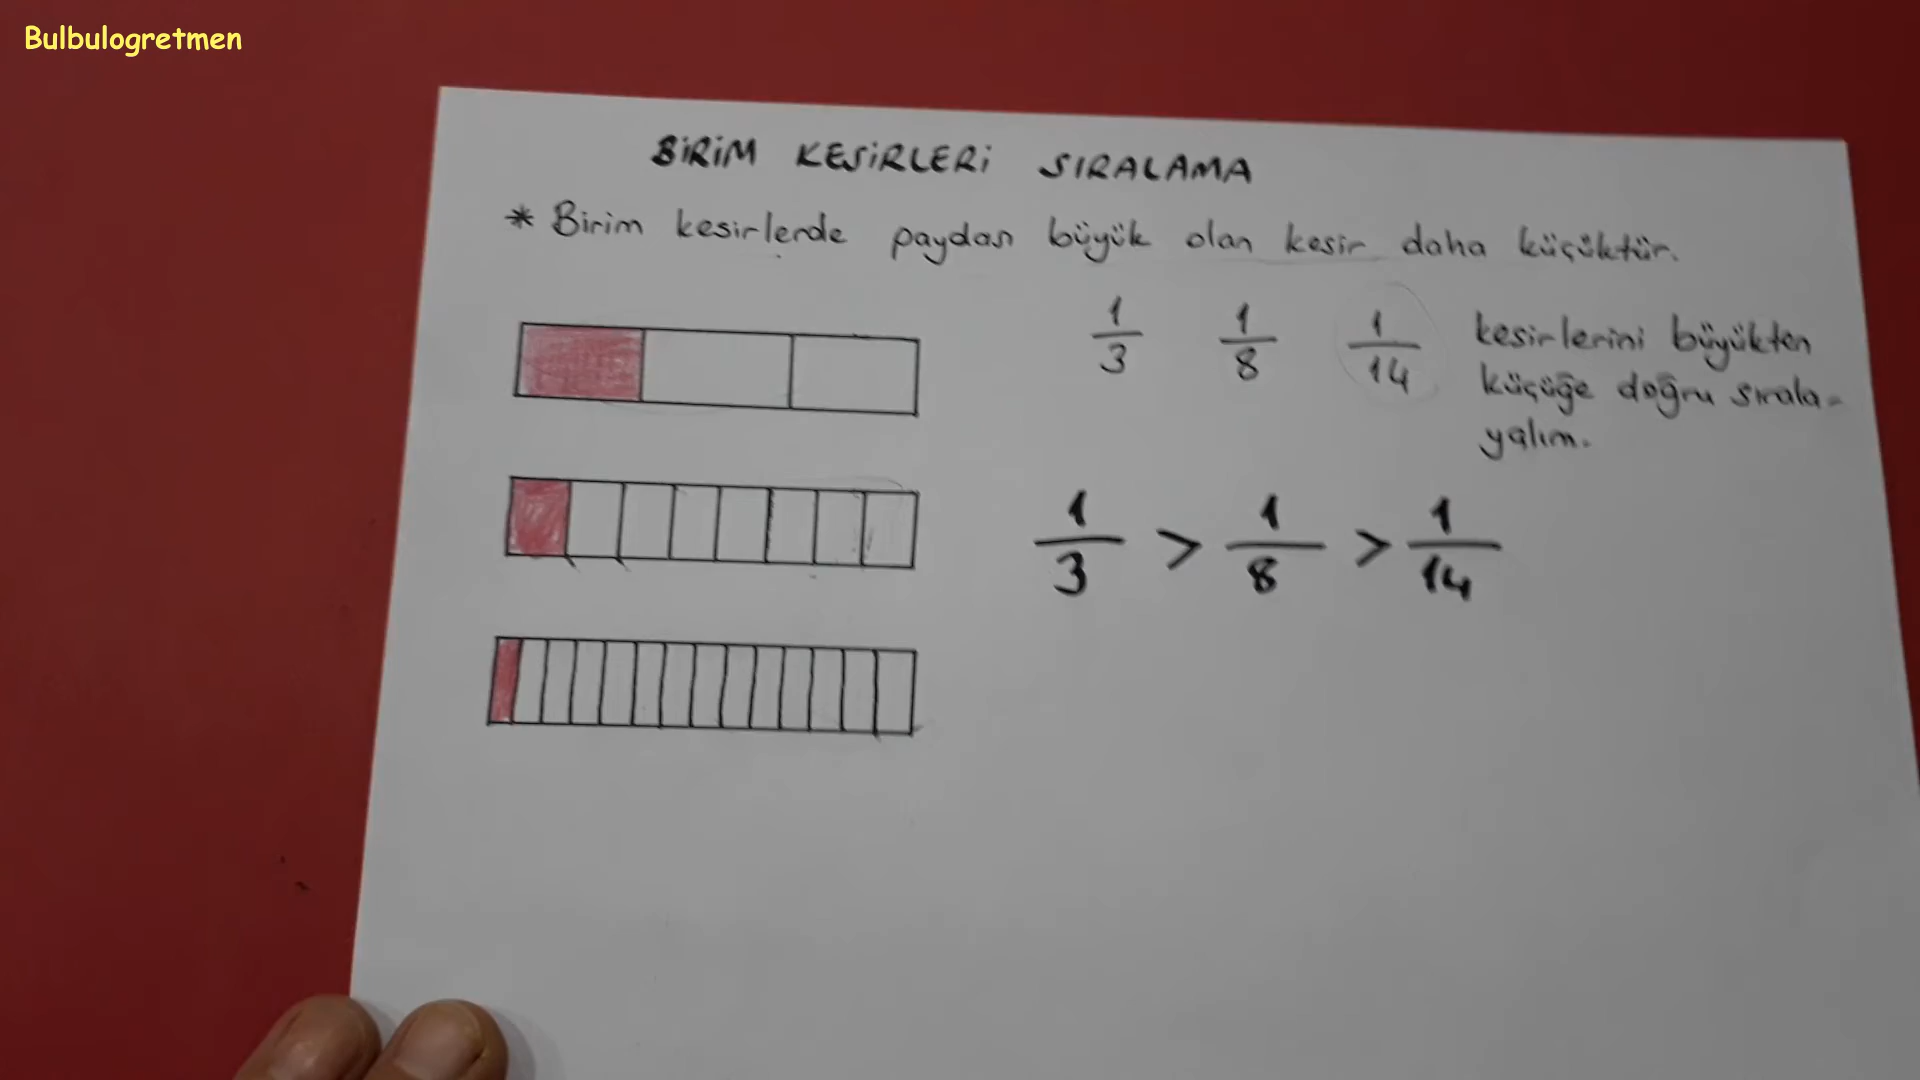 Bulbulogretmen
BİRİM KESİRLERİ SIRALAMA
* Birim kesirlerde paydası büyük olan kesir daha küçüktür.
1/3 1/8 1/14 kesirlerini büyükten
küçüğe doğru sırala-
yalım.
1/3 > 1/8 > 1/14